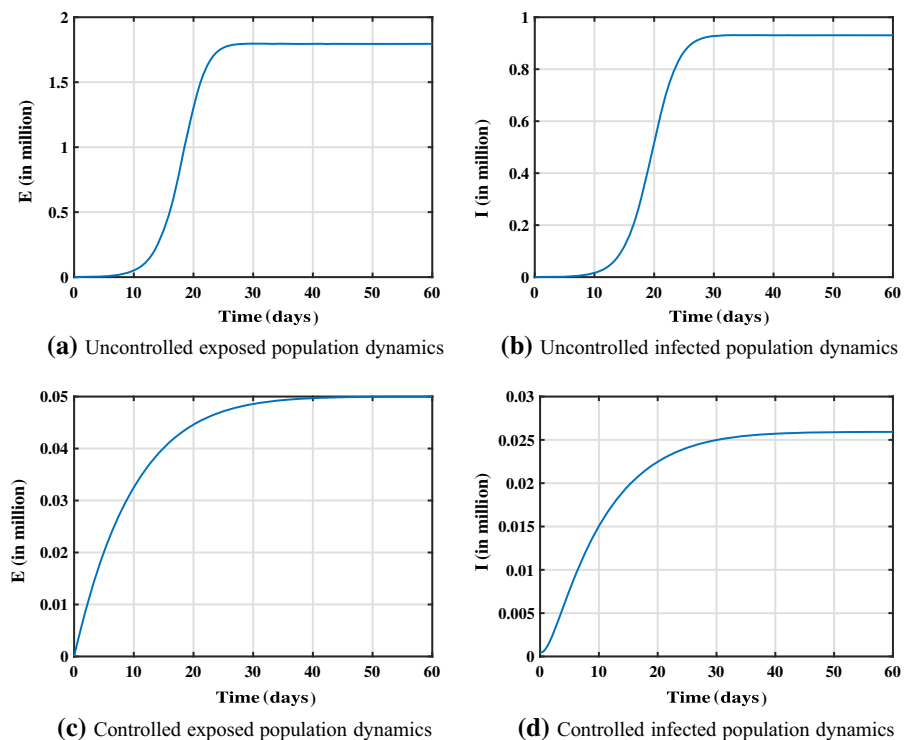 2
1.5
1
0.5
0
E (in million)
0 10 20 30 40 50 60
Time (days)
(a) Uncontrolled exposed population dynamics
1
0.8
0.6
0.4
0.2
0
I (in million)
0 10 20 30 40 50 60
Time (days)
(b) Uncontrolled infected population dynamics
0.05
0.04
0.03
0.02
0.01
0
E (in million)
0 10 20 30 40 50 60
Time (days)
(c) Controlled exposed population dynamics
0.03
0.025
0.02
0.015
0.01
0.005
0
I (in million)
0 10 20 30 40 50 60
Time (days)
(d) Controlled infected population dynamics